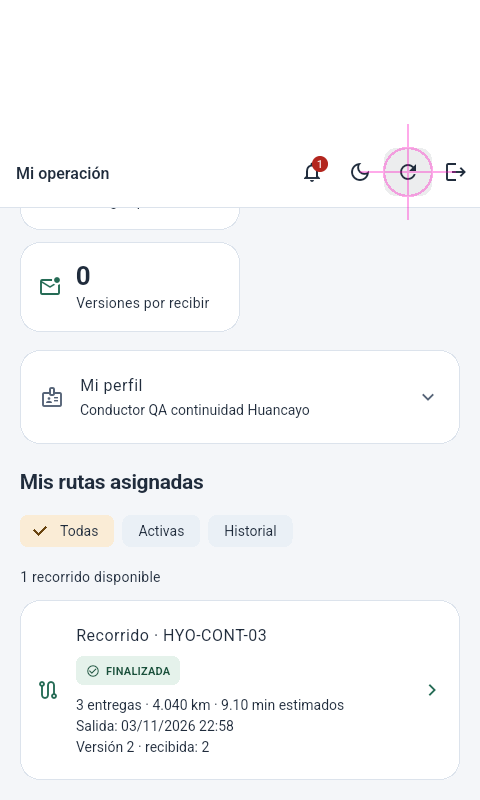 Mi operación
1
0
Versiones por recibir
Mi perfil
Conductor QA continuidad Huancayo
Mis rutas asignadas
Todas
Activas
Historial
1 recorrido disponible
Recorrido · HYO-CONT-03
FINALIZADA
3 entregas · 4.040 km · 9.10 min estimados
Salida: 03/11/2026 22:58
Versión 2 · recibida: 2